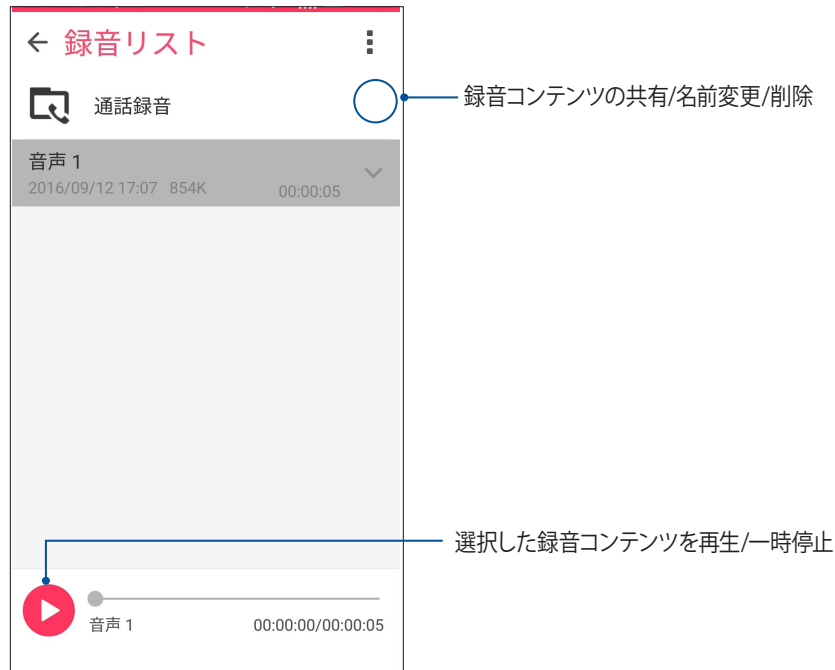 録音リスト
通話録音
録音コンテンツの共有/名前変更/削除
音声 1
2016/09/12 17:07 854K 00:00:05
選択した録音コンテンツを再生/一時停止
音声 1 00:00:00/00:00:05